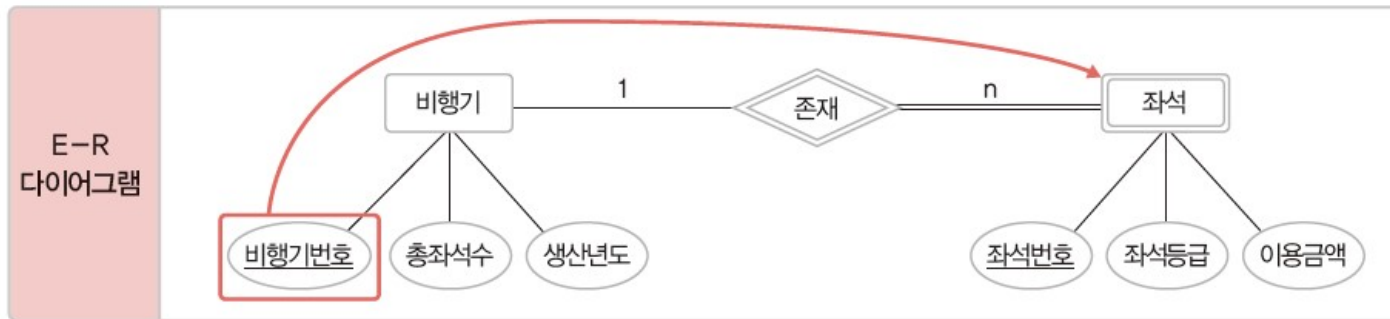 E-R
다이어그램
비행기
1
존재
n
좌석
비행기번호
총좌석수
생산년도
좌석번호
좌석등급
이용금액